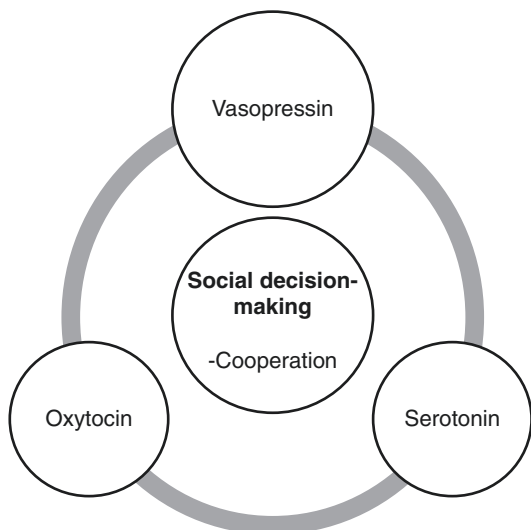 Vasopressin
Social decision-
making
-Cooperation
Oxytocin
Serotonin